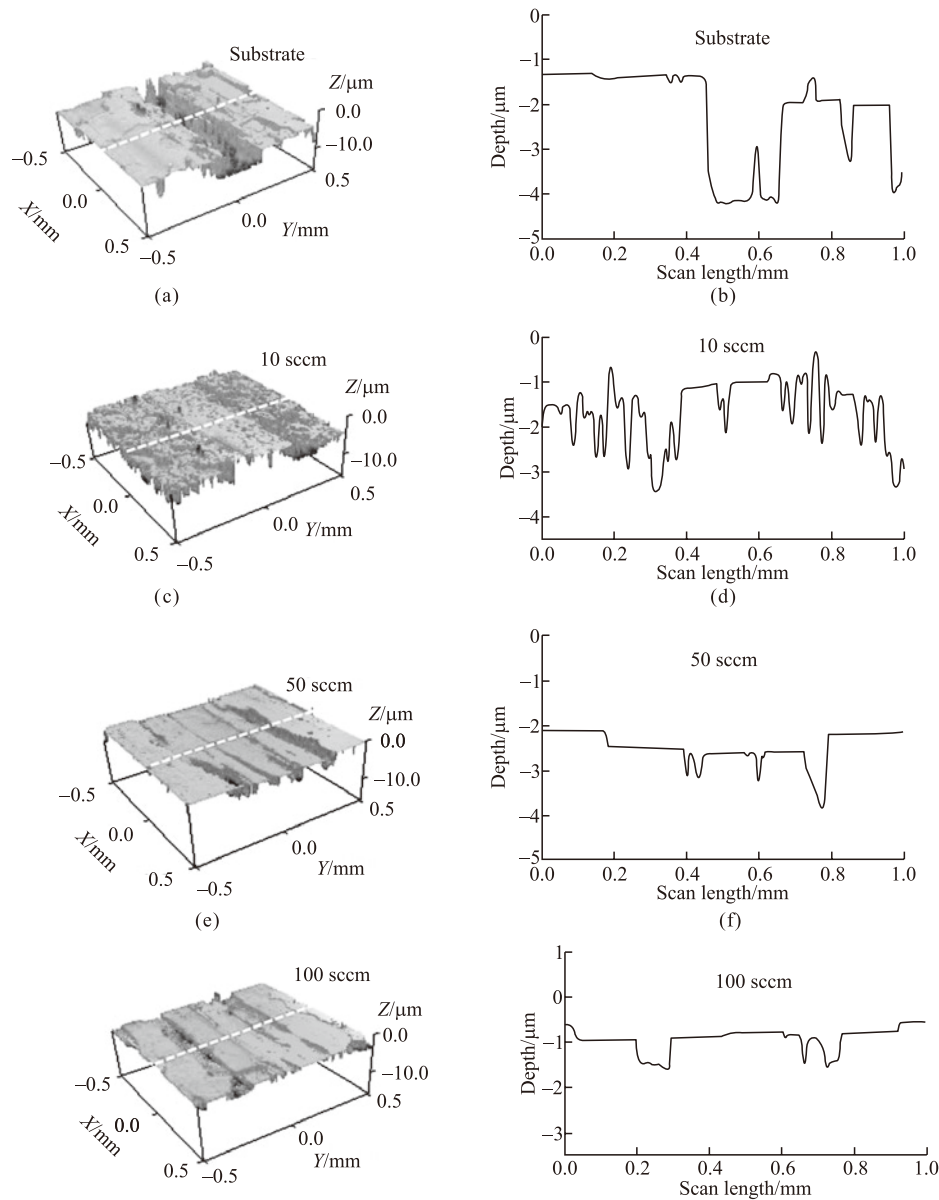 Substrate
Z/μm
0.0
−10.0
−0.5
0.5
0.0
0.0
X/mm
Y/mm
0.5
−0.5
(a)
0
Substrate
−1
−2
−3
−4
−5
Depth/μm
0.0 0.2 0.4 0.6 0.8 1.0
Scan length/mm
(b)
10 sccm
Z/μm
0.0
−10.0
−0.5
0.5
0.0
0.0
X/mm
Y/mm
0.5
−0.5
(c)
0
10 sccm
−1
−2
−3
−4
Depth/μm
0.0 0.2 0.4 0.6 0.8 1.0
Scan length/mm
(d)
50 sccm
Z/μm
0.0
−10.0
−0.5
0.5
0.0
0.0
X/mm
Y/mm
0.5
−0.5
(e)
0
50 sccm
−1
−2
−3
−4
−5
Depth/μm
0.0 0.2 0.4 0.6 0.8 1.0
Scan length/mm
(f)
100 sccm
Z/μm
0.0
−10.0
−0.5
0.5
0.0
0.0
X/mm
Y/mm
0.5
−0.5
1
100 sccm
0
−1
−2
−3
Depth/μm
0.0 0.2 0.4 0.6 0.8 1.0
Scan length/mm